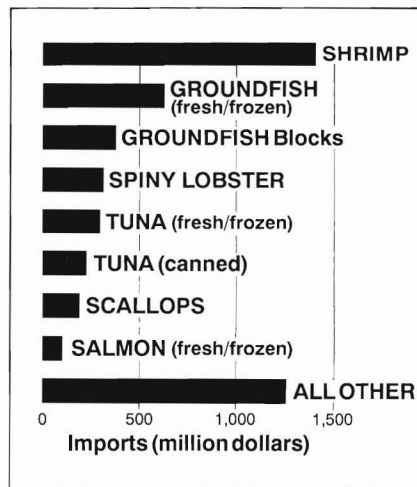 SHRIMP
GROUNDFISH
(fresh/frozen)
GROUNDFISH Blocks
SPINY LOBSTER
TUNA (fresh/frozen)
TUNA (canned)
SCALLOPS
SALMON (fresh/frozen)
ALL OTHER
0 500 1,000 1,500
Imports (million dollars)